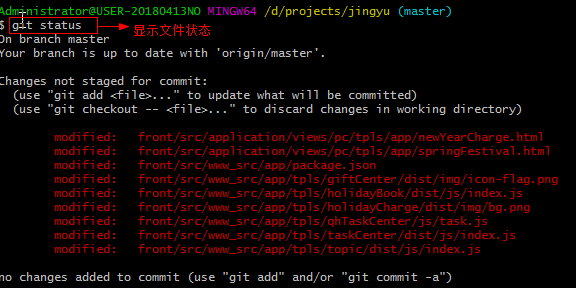 Administrator@USER-20180413NO MINGW64 /d/projects/jingyu (master)
$ git status 显示文件状态
On branch master
Your branch is up to date with 'origin/master'.
Changes not staged for commit:
(use "git add <file>..." to update what will be committed)
(use "git checkout -- <file>..." to discard changes in working directory)
modified: front/src/application/views/pc/tpls/app/newYearCharge.html
modified: front/src/application/views/pc/tpls/app/springFestival.html
modified: front/src/www_src/app/package.json
modified: front/src/www_src/app/tpls/giftCenter/dist/img/icon-flag.png
modified: front/src/www_src/app/tpls/holidayBook/dist/js/index.js
modified: front/src/www_src/app/tpls/holidayCharge/dist/img/bg.png
modified: front/src/www_src/app/tpls/qhTaskCenter/js/task.js
modified: front/src/www_src/app/tpls/taskCenter/dist/js/index.js
modified: front/src/www_src/app/tpls/topic/dist/js/index.js
no changes added to commit (use "git add" and/or "git commit -a")